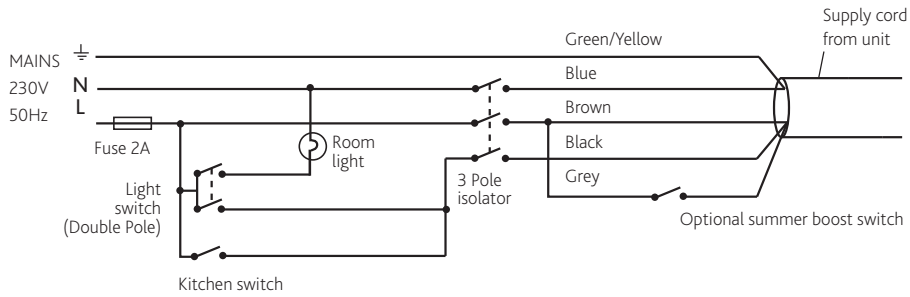 Supply cord
from unit
Green/Yellow
MAINS
230V
50Hz
N
L
Blue
Brown
Fuse 2A
Room
light
Black
3 Pole
isolator
Grey
Light
switch
(Double Pole)
Optional summer boost switch
Kitchen switch